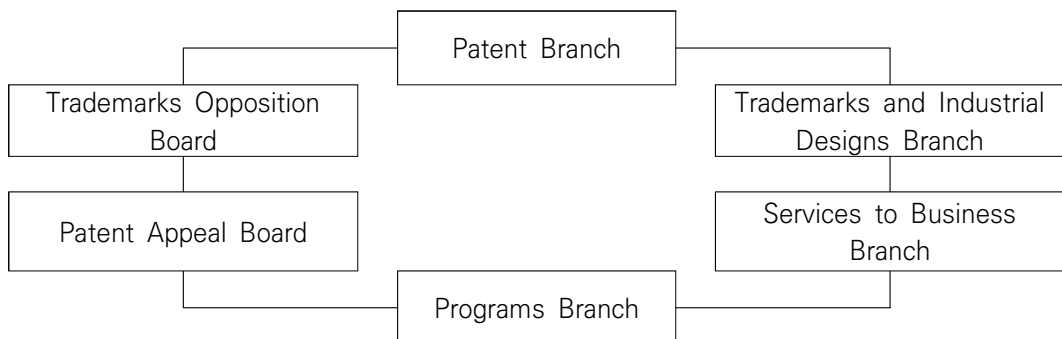 Patent Branch
Trademarks Opposition
Board
Trademarks and Industrial
Designs Branch
Patent Appeal Board
Services to Business
Branch
Programs Branch